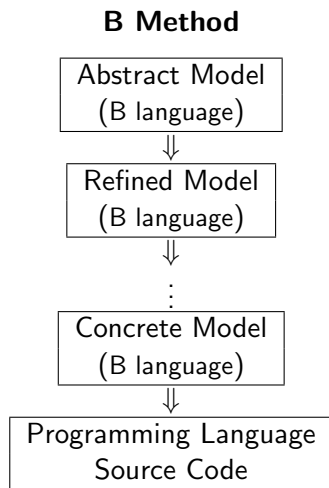 B Method
Abstract Model
(B language)
⇓
Refined Model
(B language)
⇓
⋮
Concrete Model
(B language)
⇓
Programming Language
Source Code